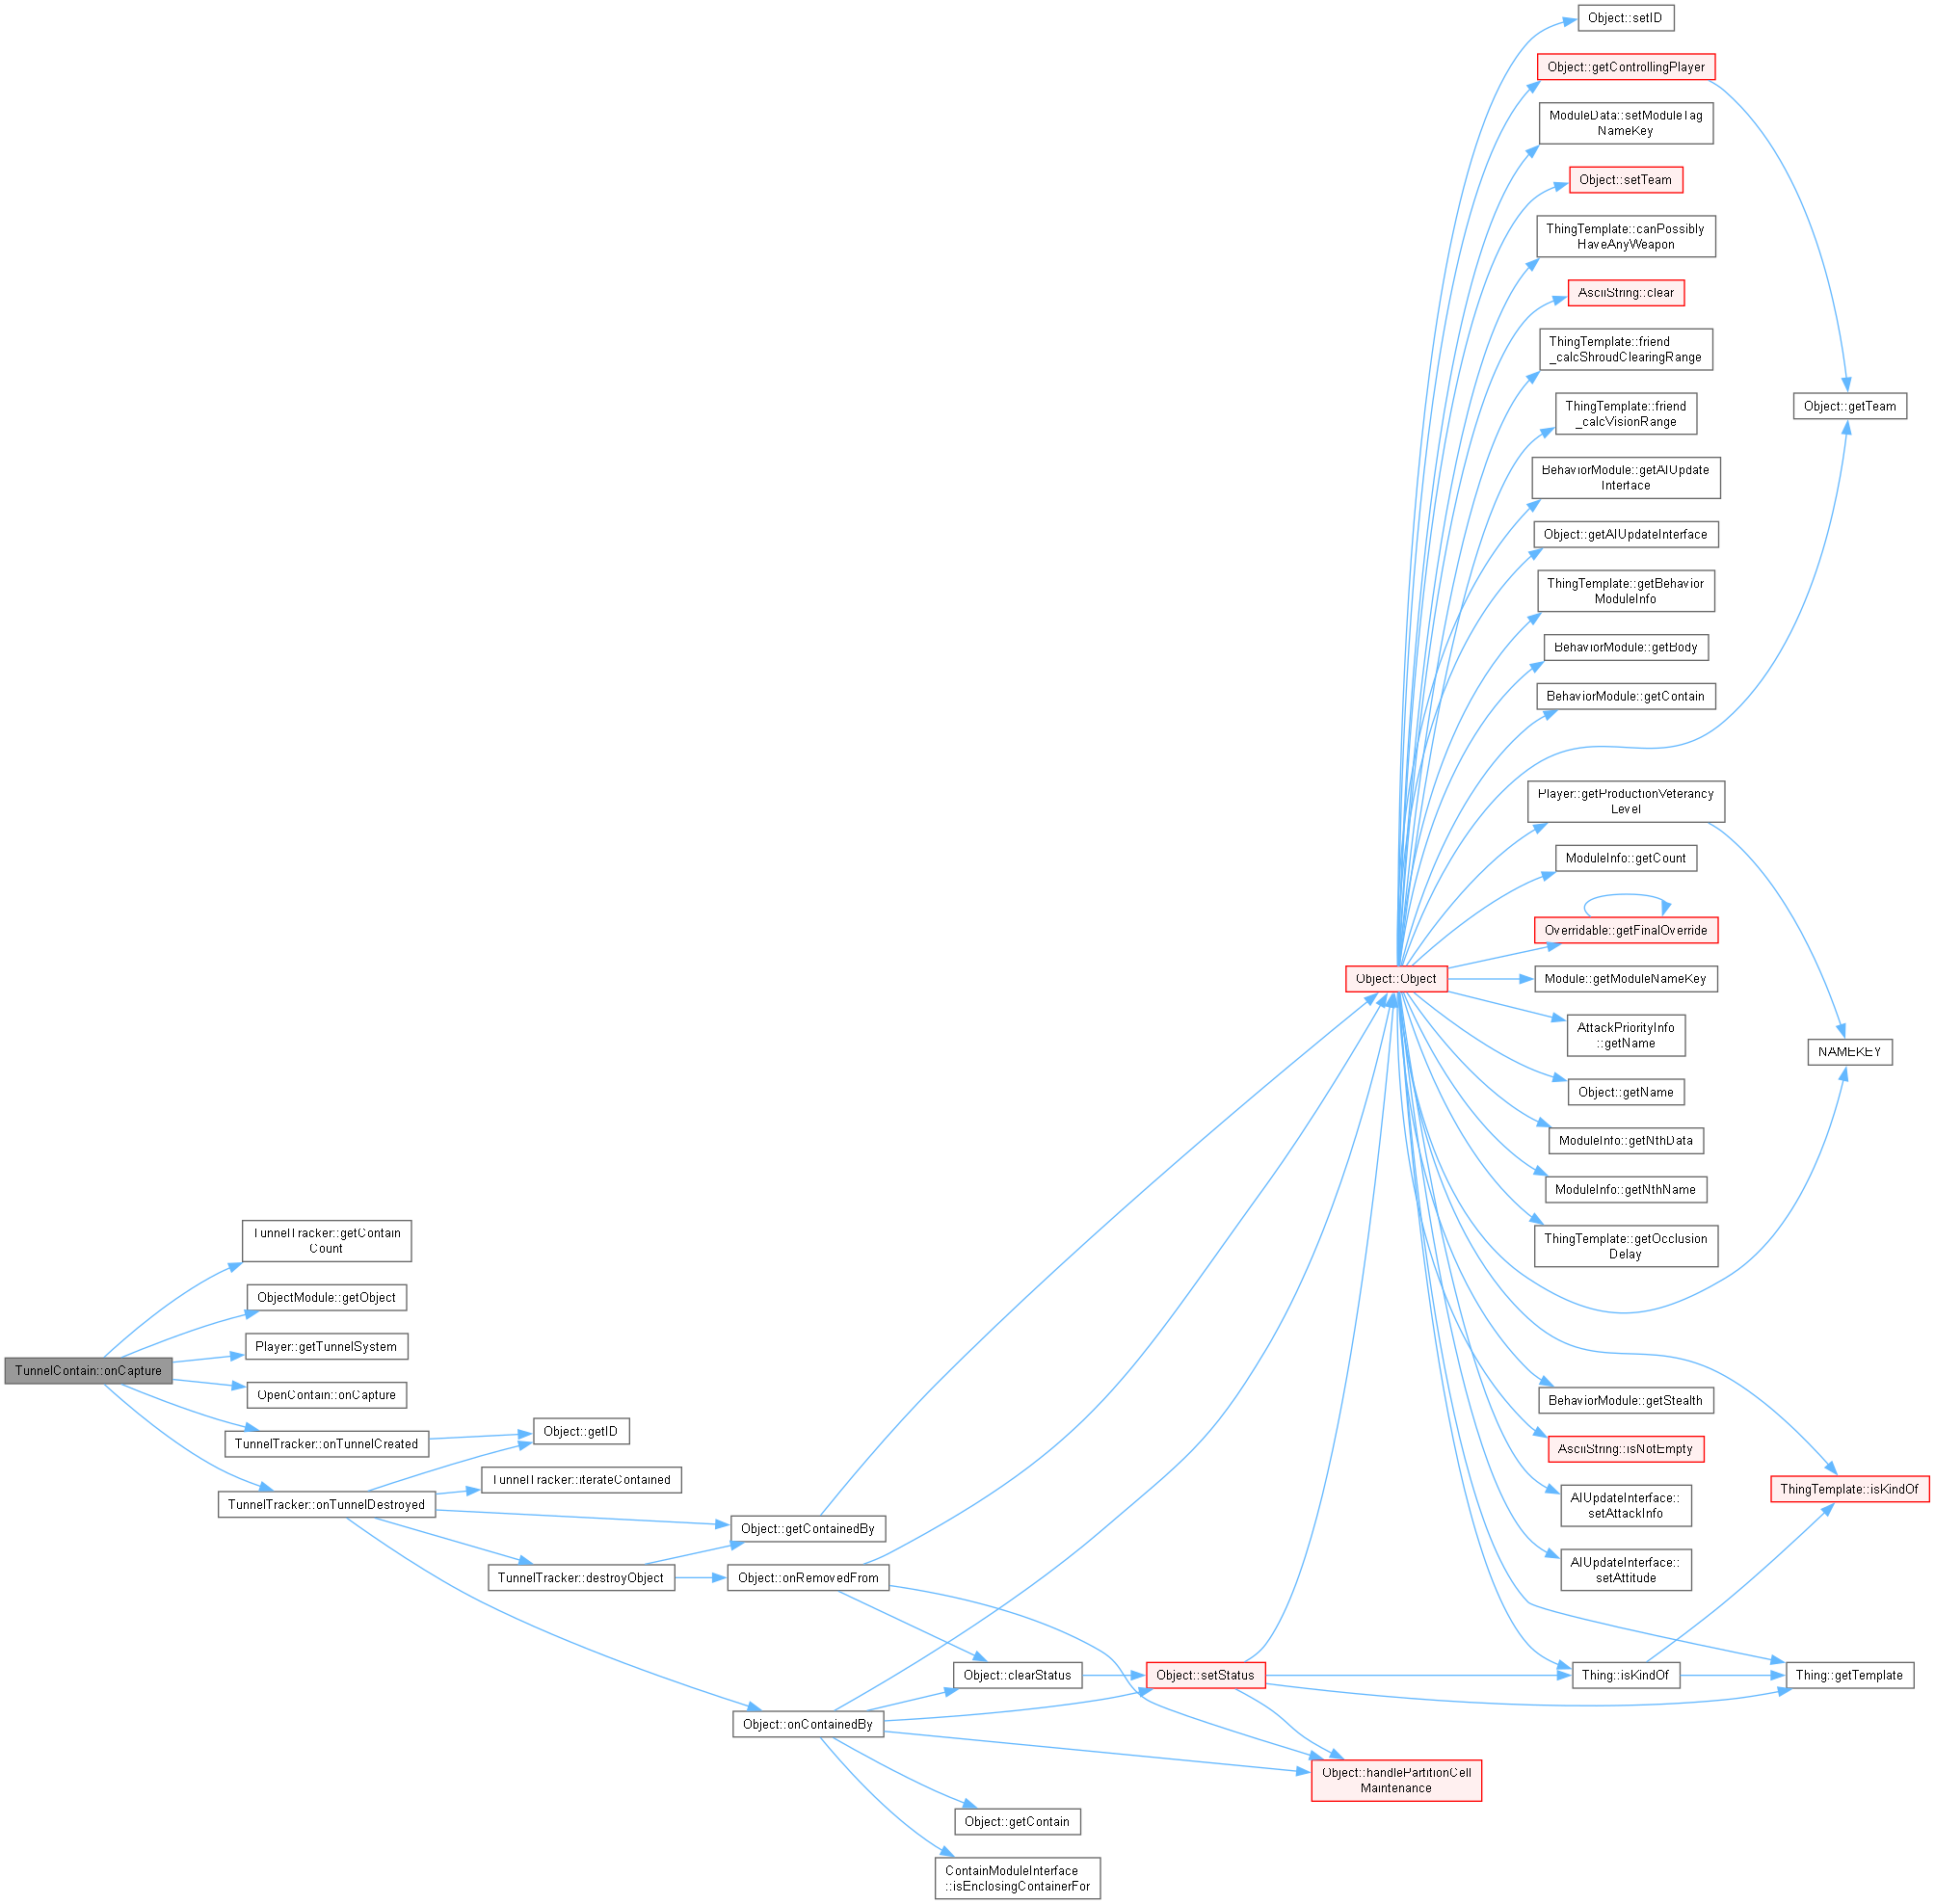 Object::setID
Object::getControllingPlayer
ModuleData::setModuleTag
NameKey
Object::setTeam
ThingTemplate::canPossibly
HaveAnyWeapon
AsciiString::clear
ThingTemplate::friend
_calcShroudClearingRange
ThingTemplate::friend
_calcVisionRange
Object::getTeam
BehaviorModule::getAIUpdate
Interface
Object::getAIUpdateInterface
ThingTemplate::getBehavior
ModuleInfo
BehaviorModule::getBody
BehaviorModule::getContain
Player::getProductionVeterancy
Level
ModuleInfo::getCount
Overridable::getFinalOverride
Object::Object
Module::getModuleNameKey
AttackPriorityInfo
::getName
NAMEKEY
Object::getName
ModuleInfo::getNthData
ModuleInfo::getNthName
ThingTemplate::getOcclusion
Delay
TunnelTracker::getContain
Count
ObjectModule::getObject
Player::getTunnelSystem
TunnelContain::onCapture
OpenContain::onCapture
BehaviorModule::getStealth
Object::getID
TunnelTracker::onTunnelCreated
AsciiString::isNotEmpty
TunnelTracker::iterateContained
ThingTemplate::isKindOf
TunnelTracker::onTunnelDestroyed
AIUpdateInterface::
setAttackInfo
Object::getContainedBy
TunnelTracker::destroyObject
Object::onRemovedFrom
AIUpdateInterface::
setAttitude
Object::clearStatus
Object::setStatus
Thing::isKindOf
Thing::getTemplate
Object::onContainedBy
Object::handlePartitionCell
Maintenance
Object::getContain
ContainModuleInterface
::isEnclosingContainerFor